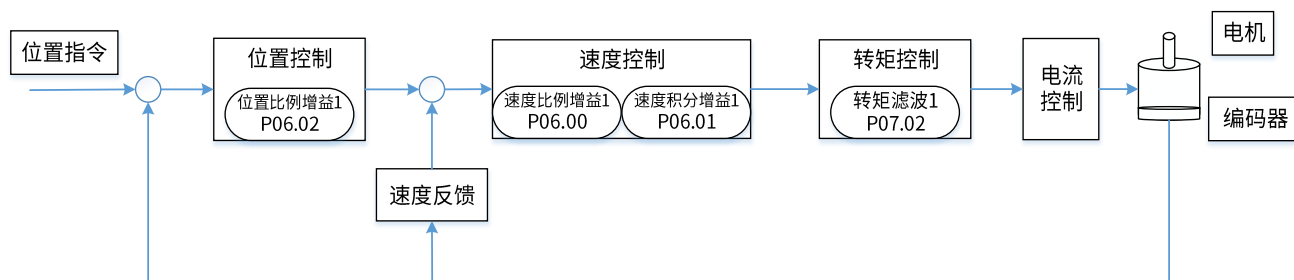 位置指令
位置控制
位置比例增益1
P06.02
速度反馈
速度控制
速度比例增益1
P06.00
速度积分增益1
P06.01
转矩控制
转矩滤波1
P07.02
电流
控制
电机
编码器